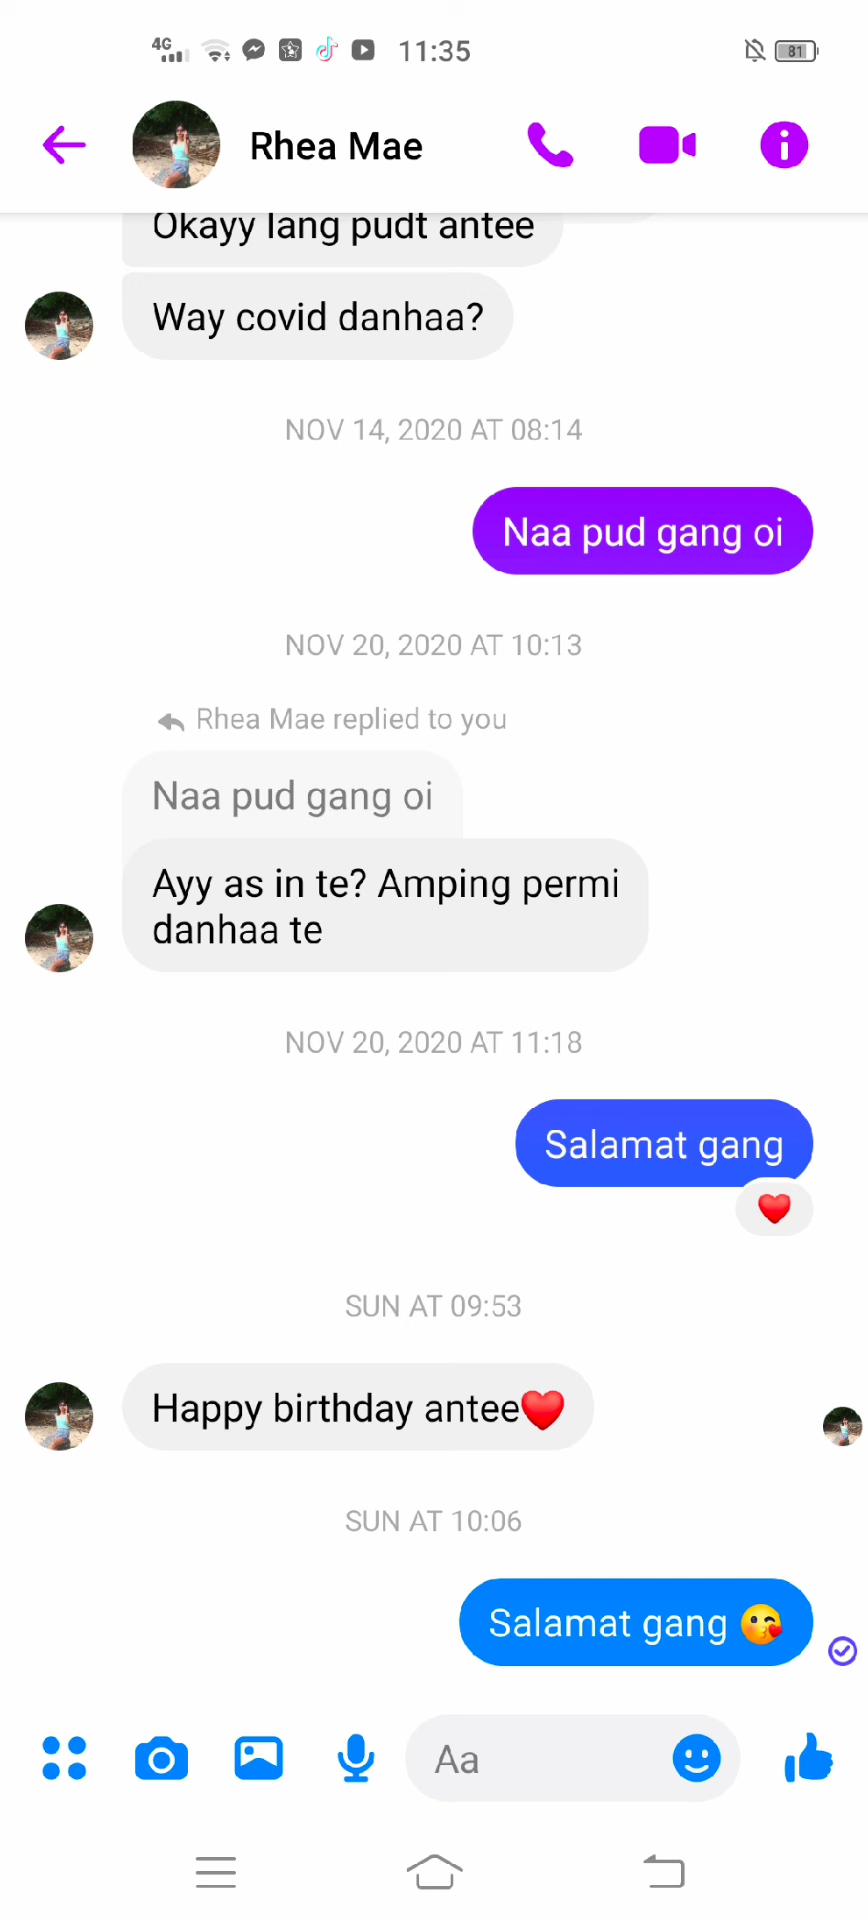 4G 11:35 81
Rhea Mae
Okayy lang pudt antee
Way covid danhaa?
NOV 14, 2020 AT 08:14
Naa pud gang oi
NOV 20, 2020 AT 10:13
Rhea Mae replied to you
Naa pud gang oi
Ayy as in te? Amping permi
danhaa te
NOV 20, 2020 AT 11:18
Salamat gang
❤️
SUN AT 09:53
Happy birthday antee❤️
SUN AT 10:06
Salamat gang 😘
Aa